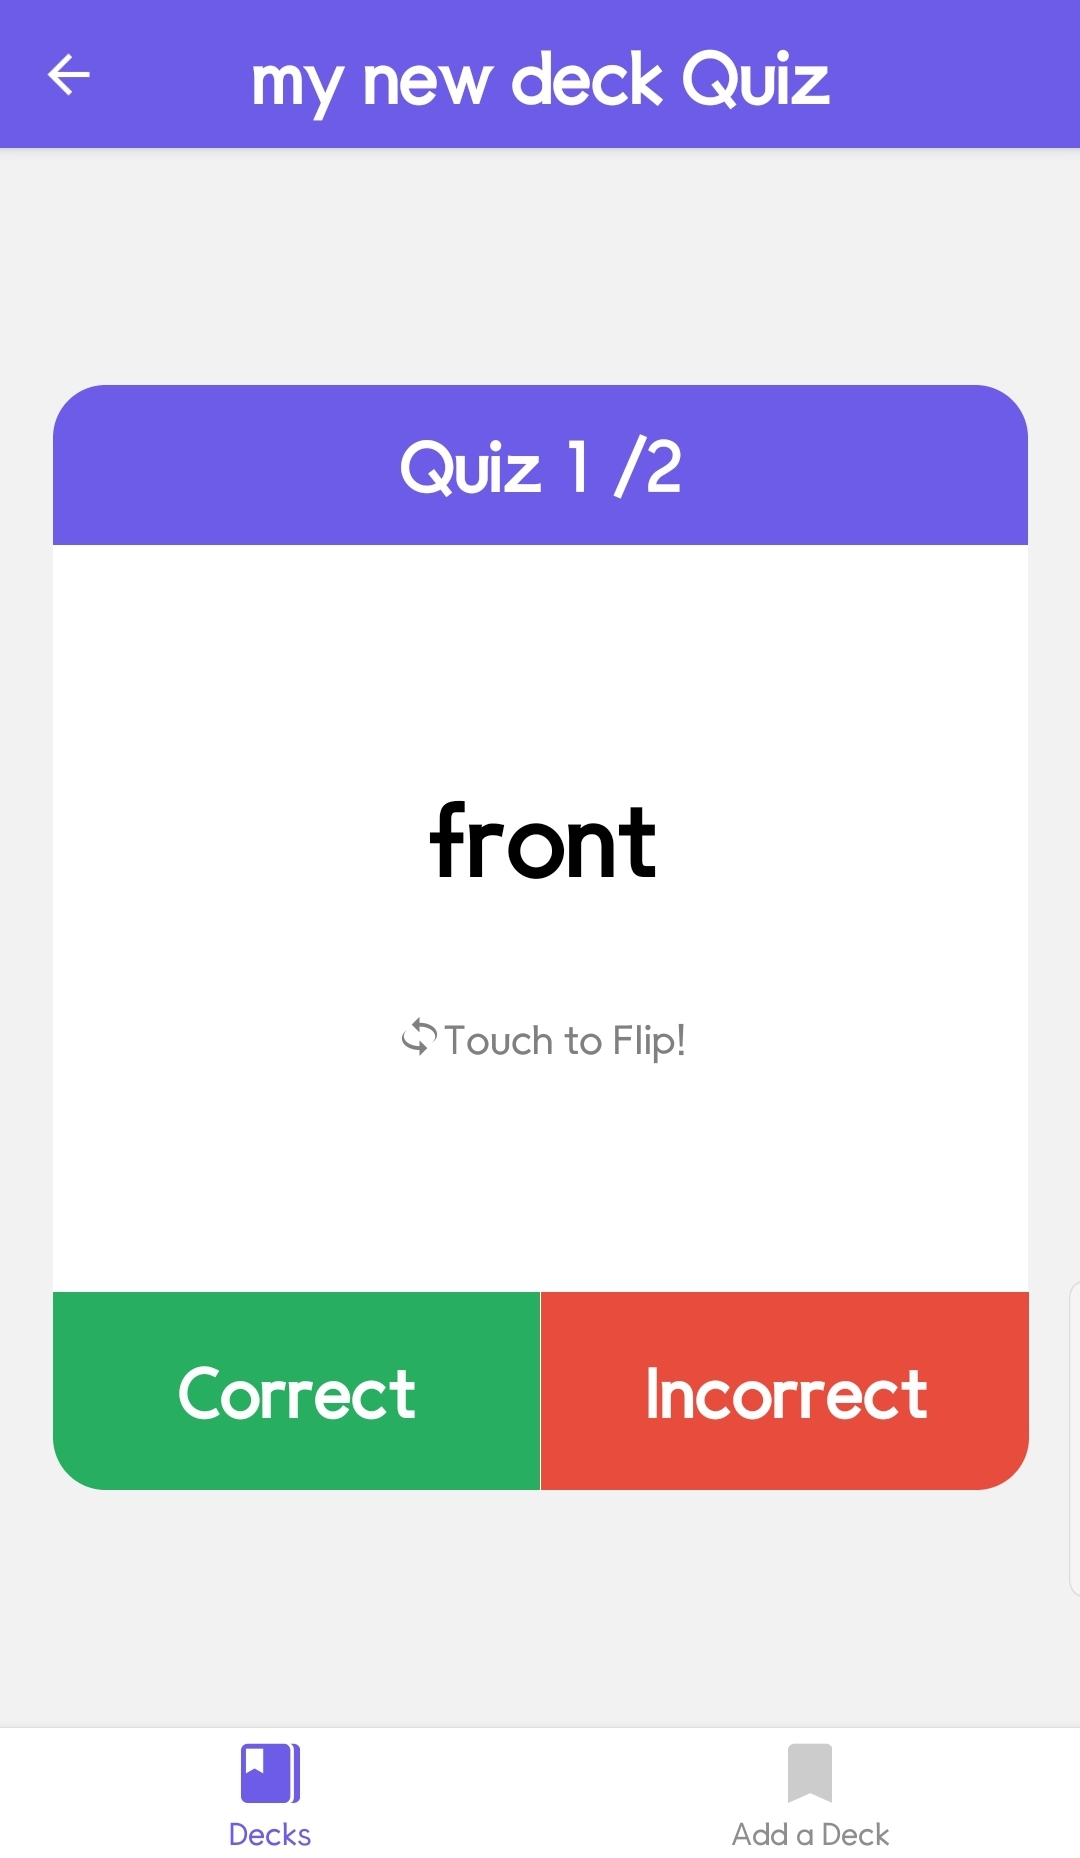 my new deck Quiz
Quiz 1 /2
front
Touch to Flip!
Correct
Incorrect
Decks
Add a Deck